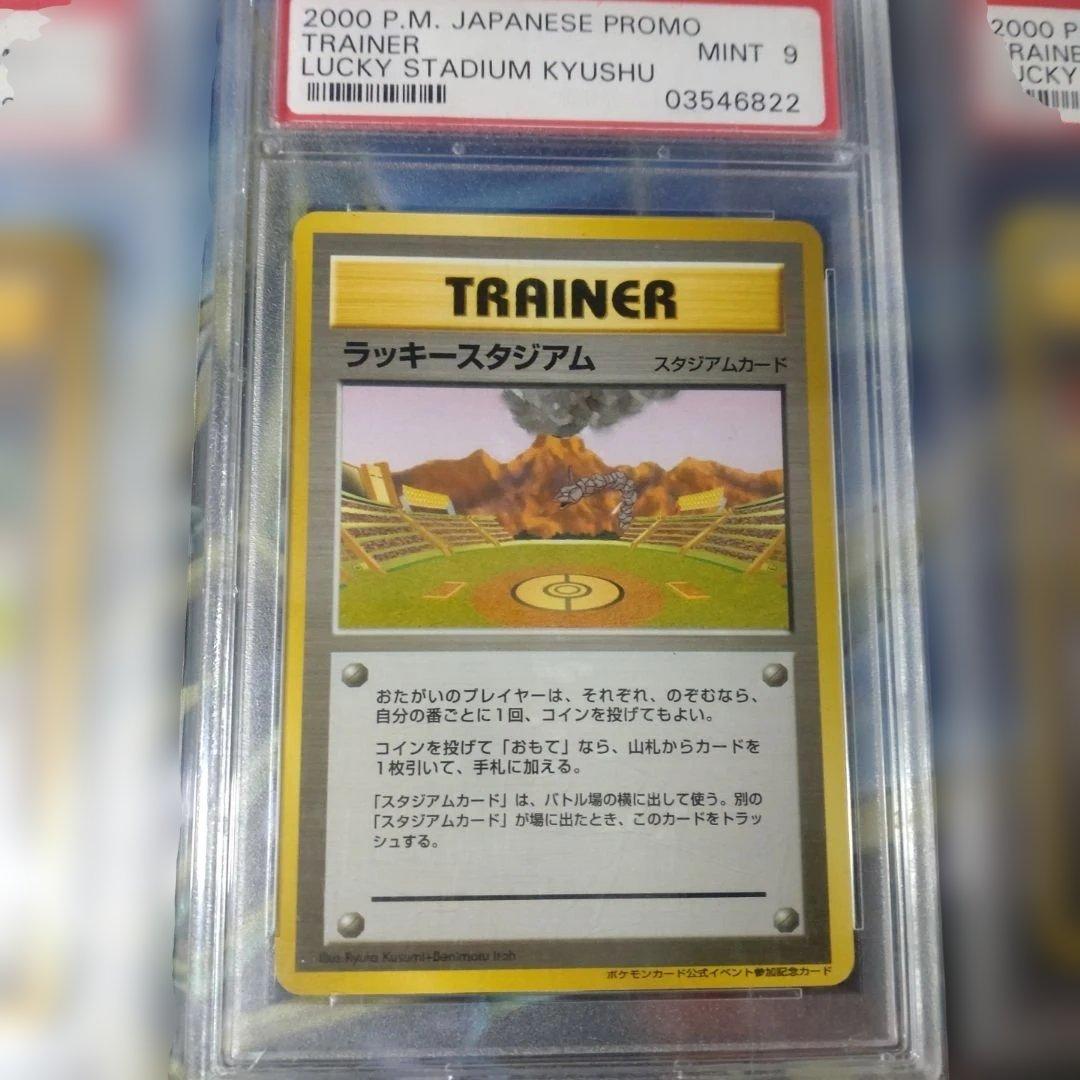 2000 P.M. JAPANESE PROMO
TRAINER MINT 9
LUCKY STADIUM KYUSHU
03546822
2000 P
TRAINE
UCKY
TRAINER
ラッキースタジアム スタジアムカード
おたがいのプレイヤーは、それぞれ、のぞむなら、
自分の番ごとに1回、コインを投げてもよい。
コインを投げて「おもて」なら、山札からカードを
1枚引いて、手札に加える。
「スタジアムカード」は、バトル場の横に出して使う。別の
「スタジアムカード」が場に出たとき、このカードをトラッ
シュする。
Illus. Ryuta Kusumi+Benimaru Itoh
ポケモンカード公式イベント参加記念カード